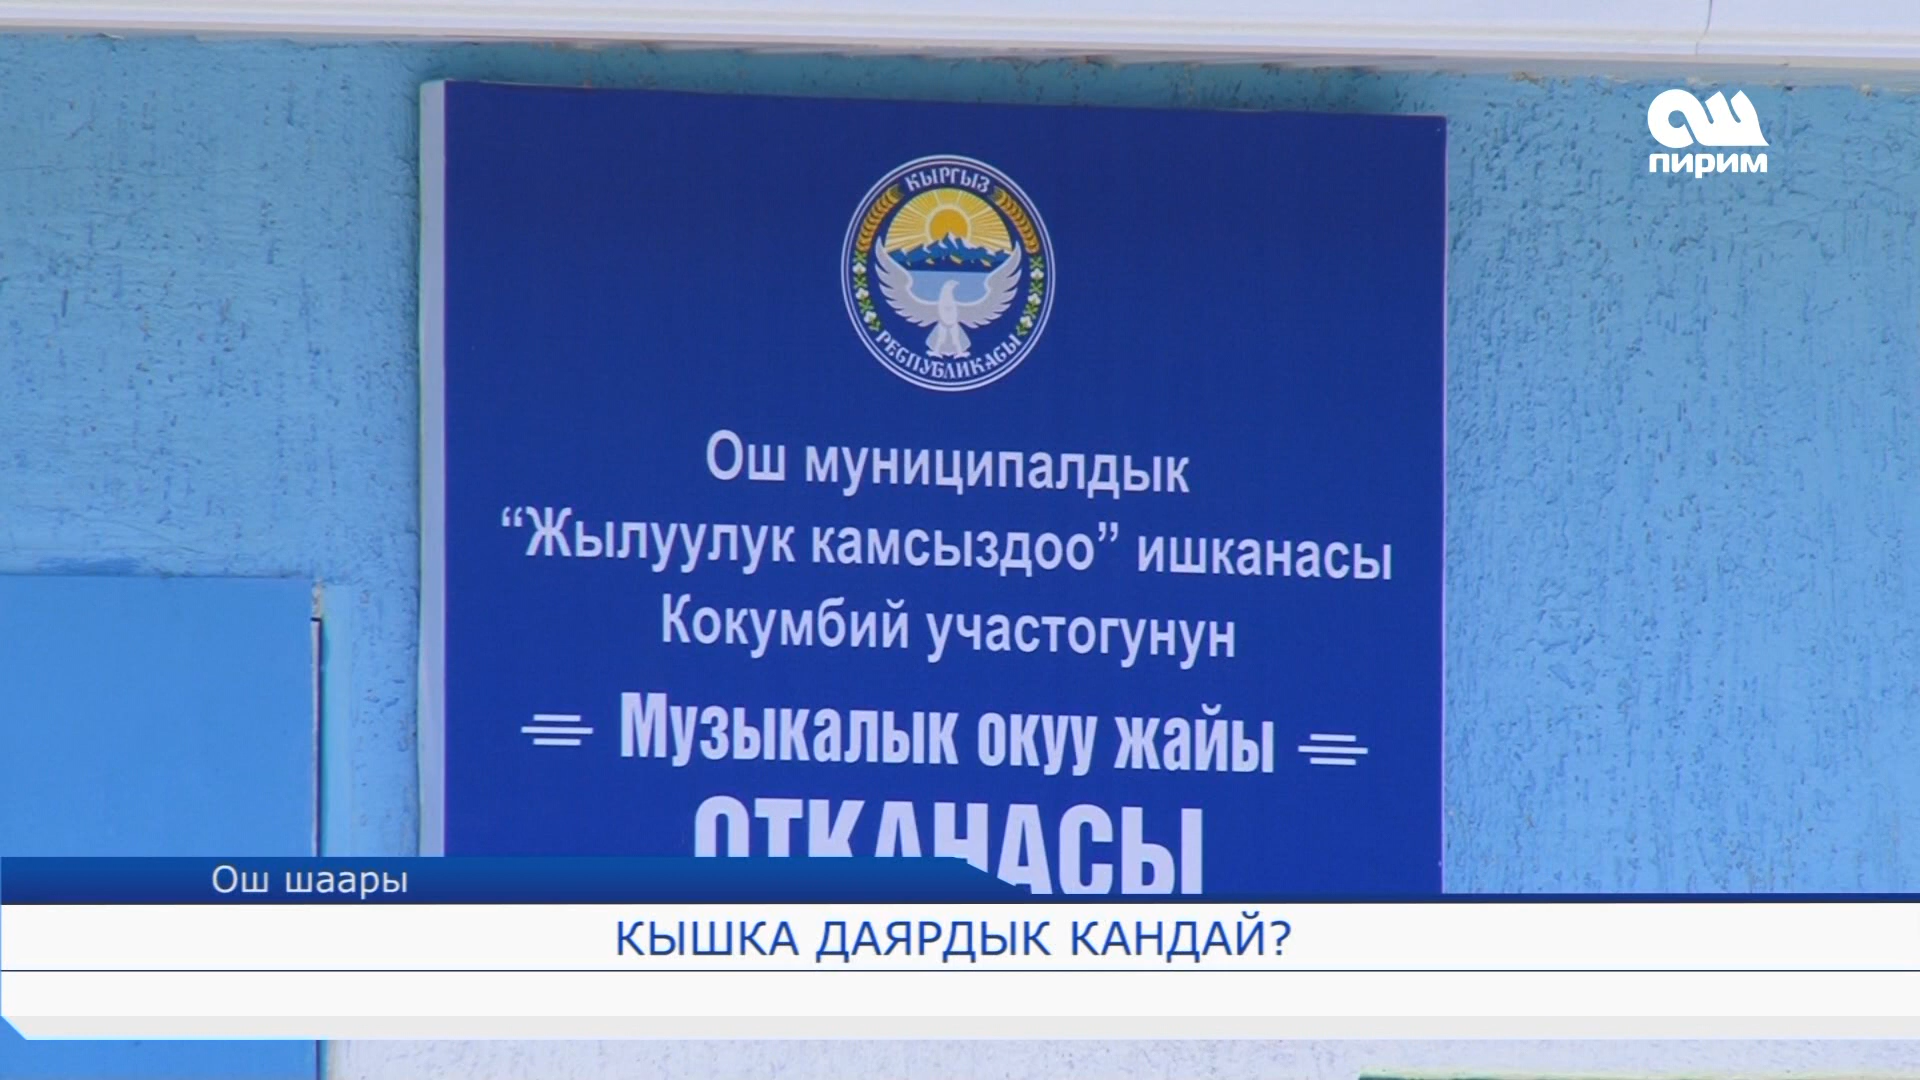 ОШ
ПИРИМ
КЫРГЫЗ
РЕСПУБЛИКАСЫ
Ош муниципалдык
“Жылуулук камсыздоо” ишканасы
Кокумбий участогунун
Музыкалык окуу жайы
ОТКАНАСЫ
Ош шаары
КЫШКА ДАЯРДЫК КАНДАЙ?